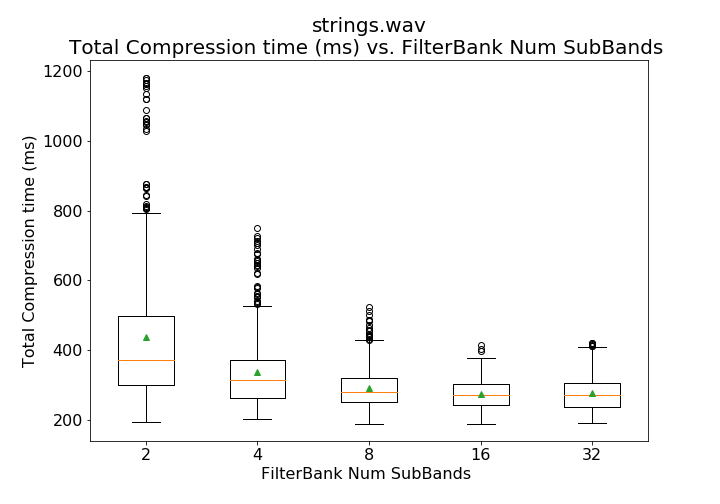 strings.wav
Total Compression time (ms) vs. FilterBank Num SubBands
Total Compression time (ms)
1200
1000
800
600
400
200
2 4 8 16 32
FilterBank Num SubBands